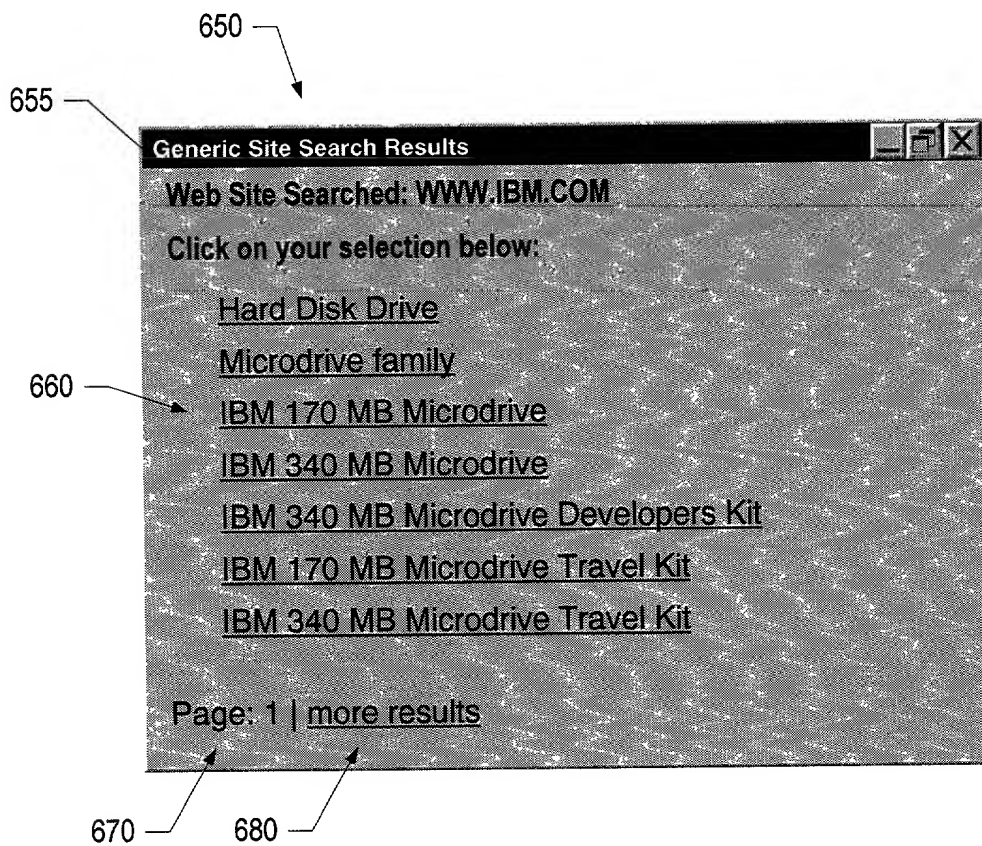 650
655
Generic Site Search Results
Web Site Searched: WWW.IBM.COM
Click on your selection below:
Hard Disk Drive
Microdrive family
660
IBM 170 MB Microdrive
IBM 340 MB Microdrive
IBM 340 MB Microdrive Developers Kit
IBM 170 MB Microdrive Travel Kit
IBM 340 MB Microdrive Travel Kit
Page: 1 | more results
670
680